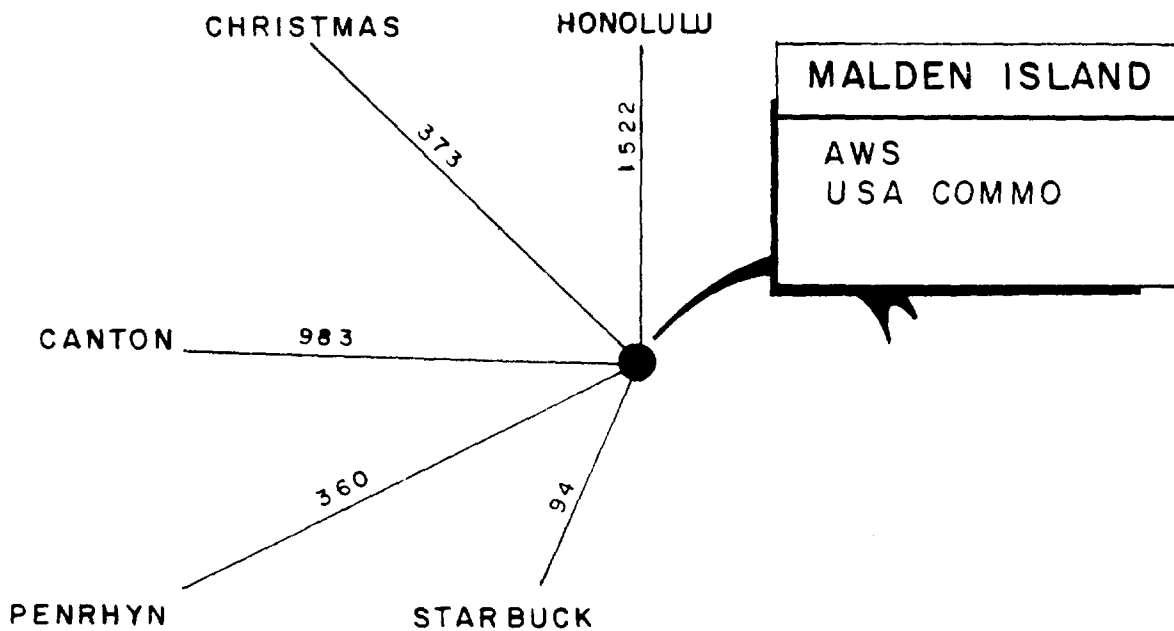 CHRISTMAS
HONOLULU
MALDEN ISLAND
AWS
USA COMMO
373
1522
CANTON
983
360
94
PENRHYN
STARBUCK